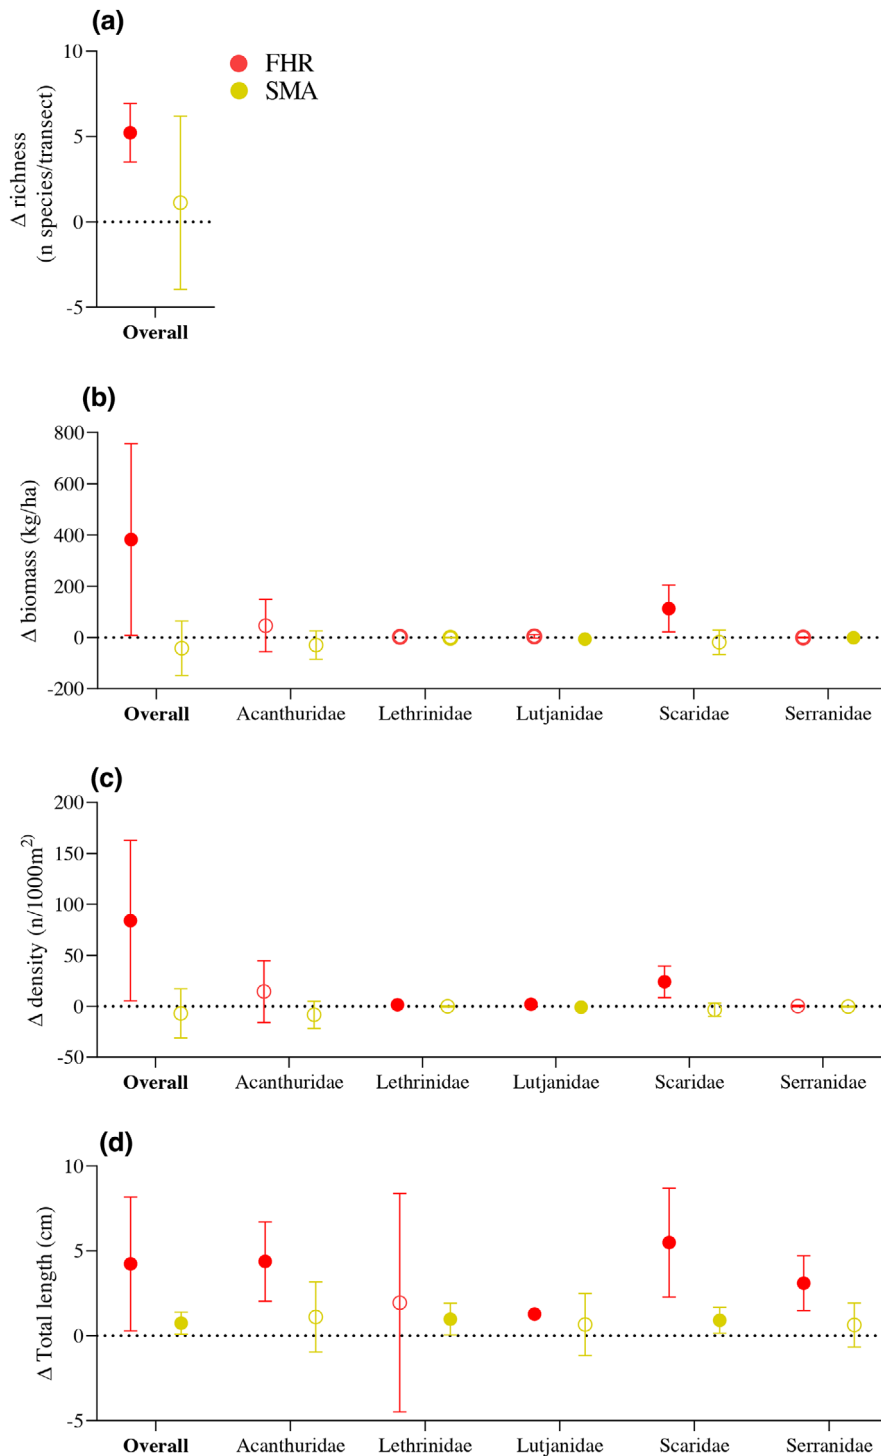 (a)
10
5
0
-5
Δ richness
(n species/transect)
FHR
SMA
Overall
(b)
800
600
400
200
0
-200
Δ biomass (kg/ha)
Overall Acanthuridae Lethrinidae Lutjanidae Scaridae Serranidae
(c)
200
150
100
50
0
-50
Δ density (n/1000m²)
Overall Acanthuridae Lethrinidae Lutjanidae Scaridae Serranidae
(d)
10
5
0
-5
Δ Total length (cm)
Overall Acanthuridae Lethrinidae Lutjanidae Scaridae Serranidae